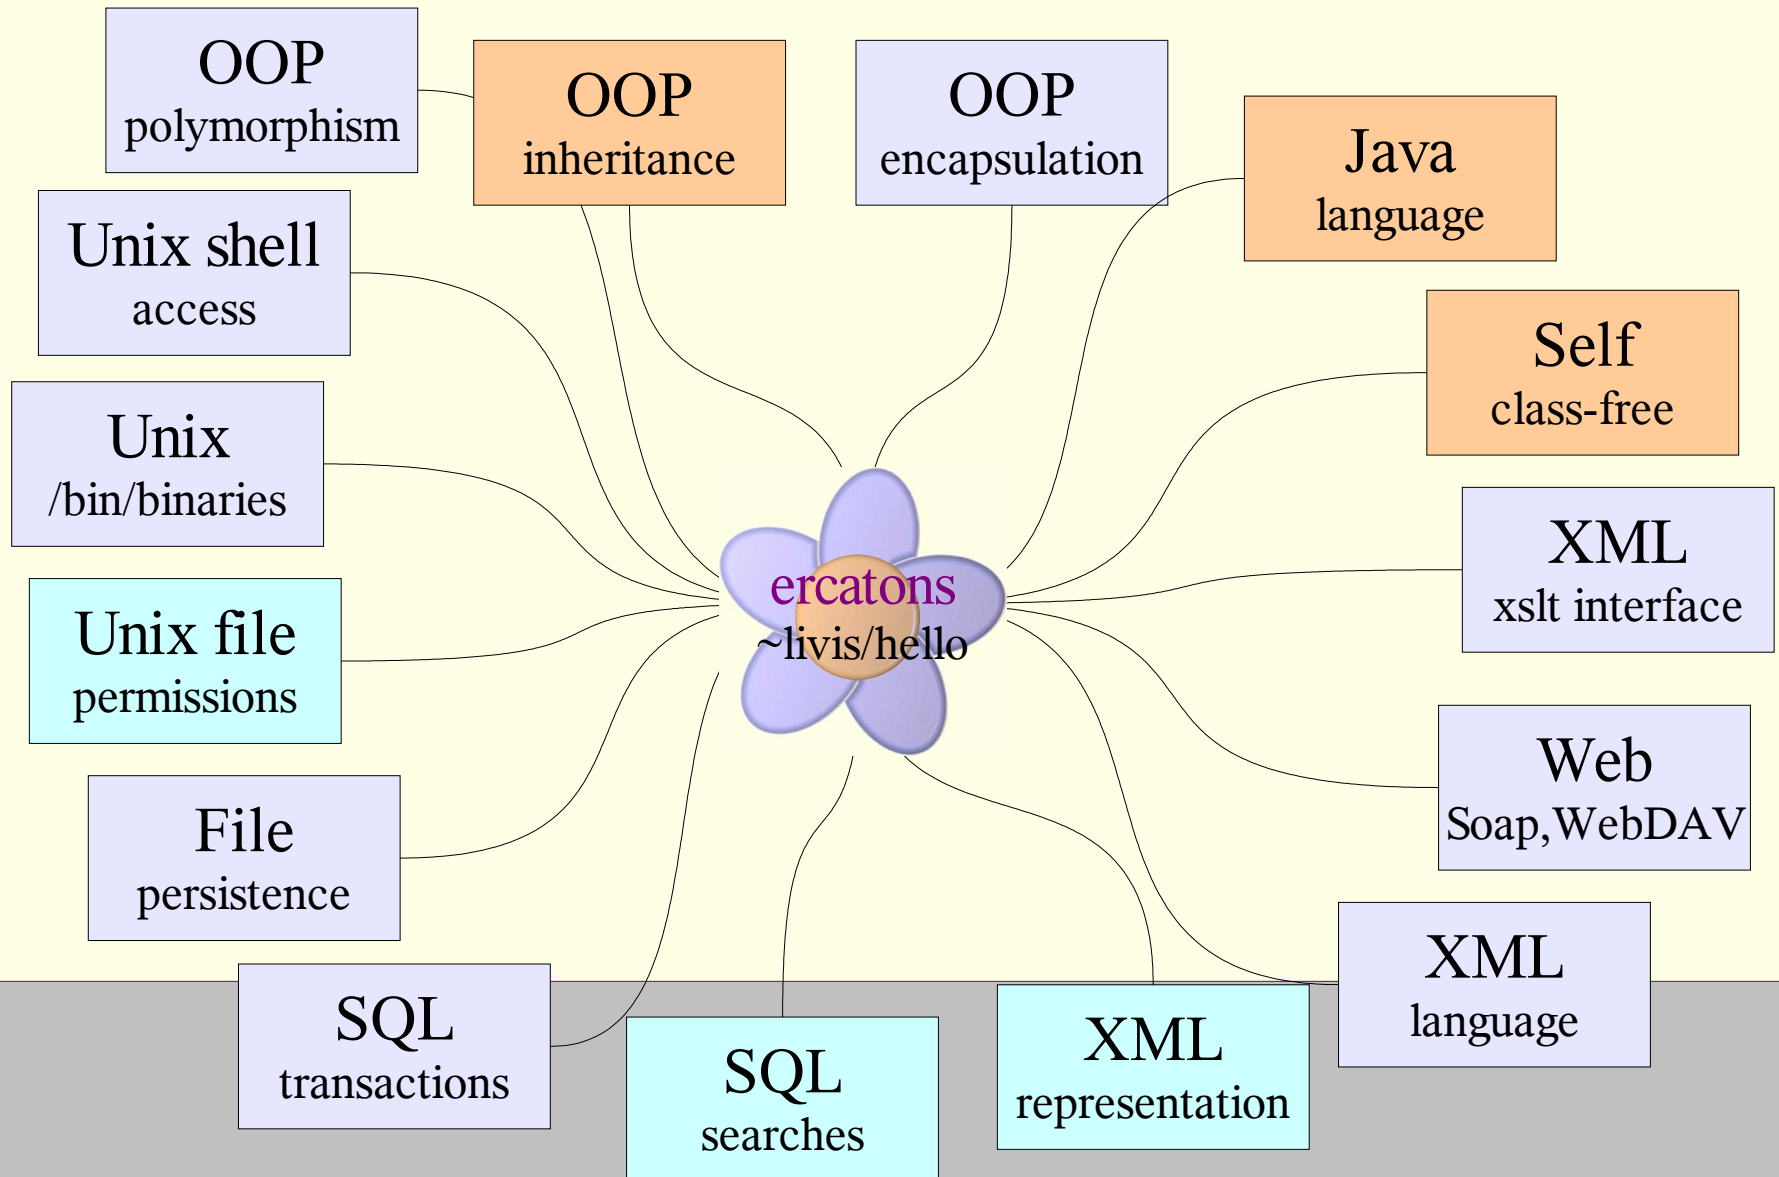 OOP
polymorphism
OOP
inheritance
OOP
encapsulation
Java
language
Unix shell
access
Self
class-free
Unix
/bin/binaries
XML
xslt interface
ercatons
~livis/hello
Unix file
permissions
Web
Soap,WebDAV
File
persistence
XML
language
SQL
transactions
SQL
searches
XML
representation